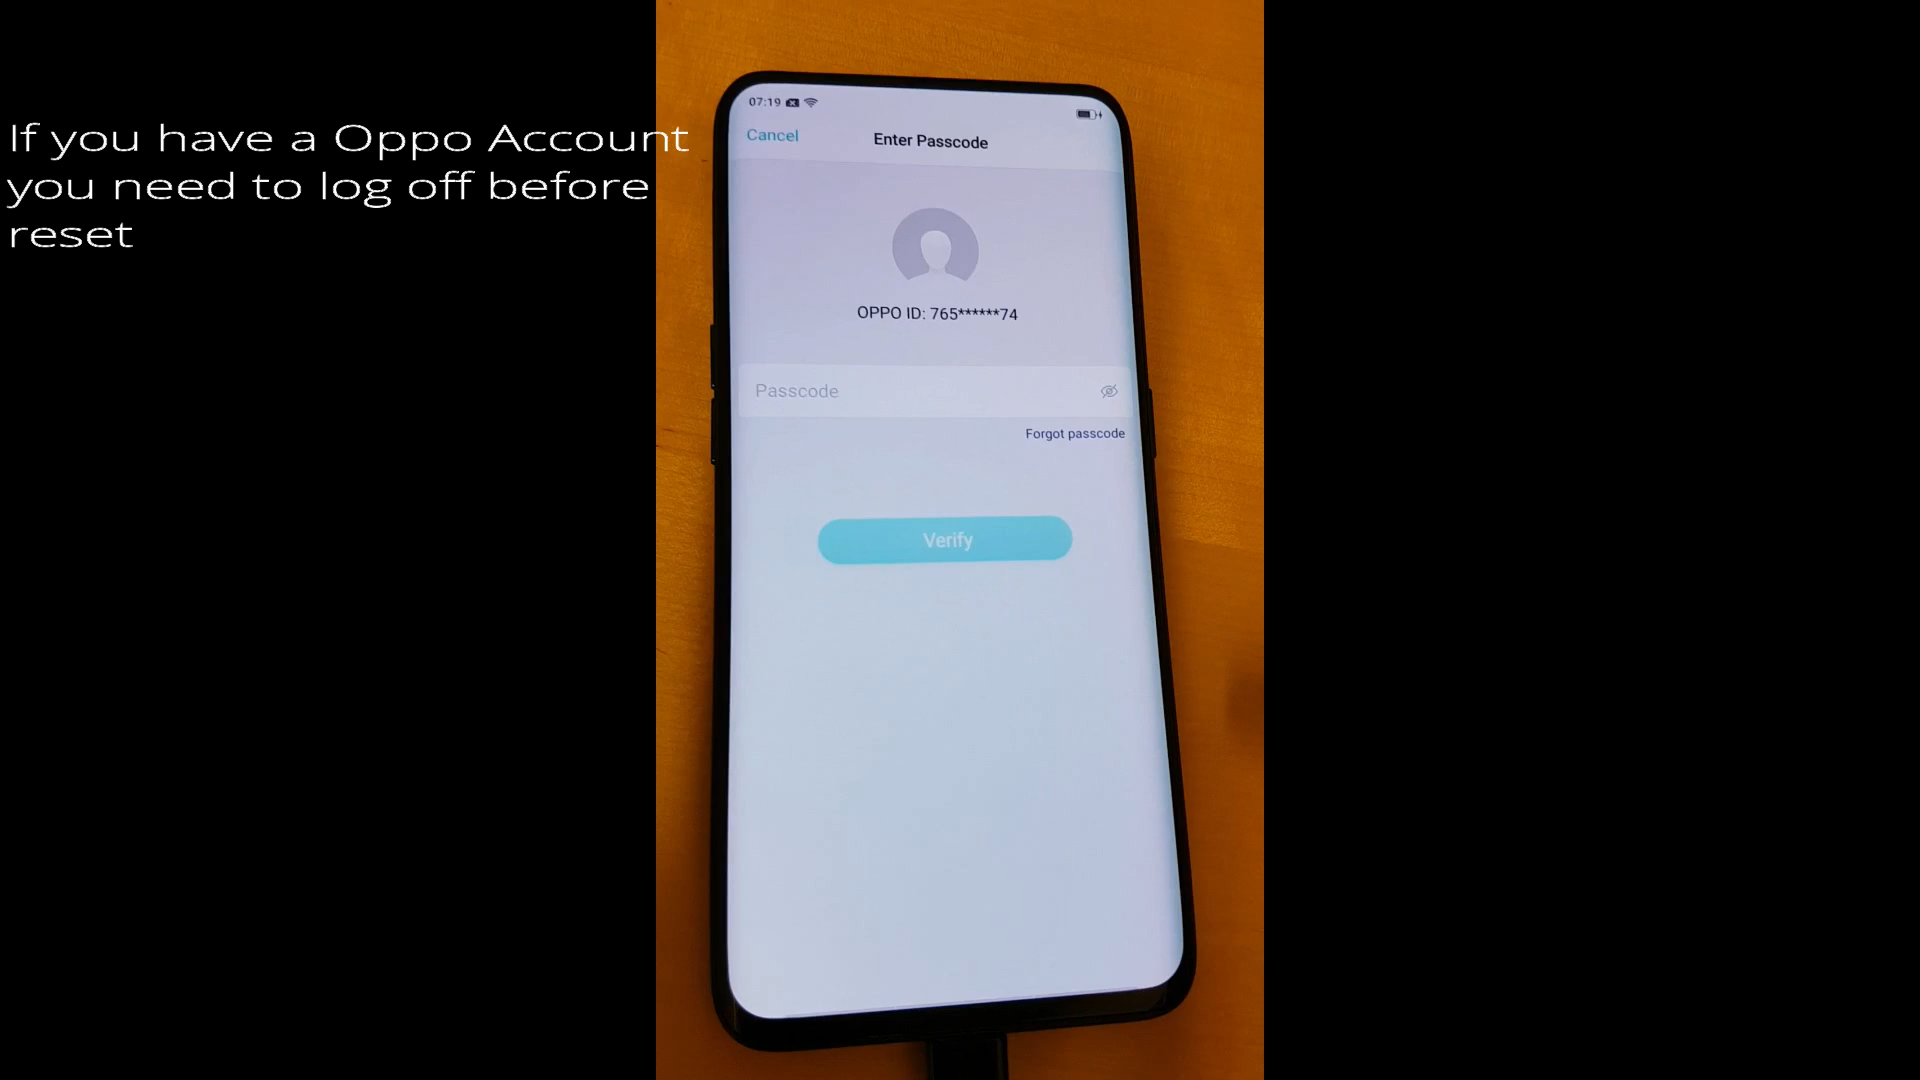 If you have a Oppo Account
you need to log off before
reset
07:19
Cancel
Enter Passcode
OPPO ID: 765******74
Passcode
Forgot passcode
Verify